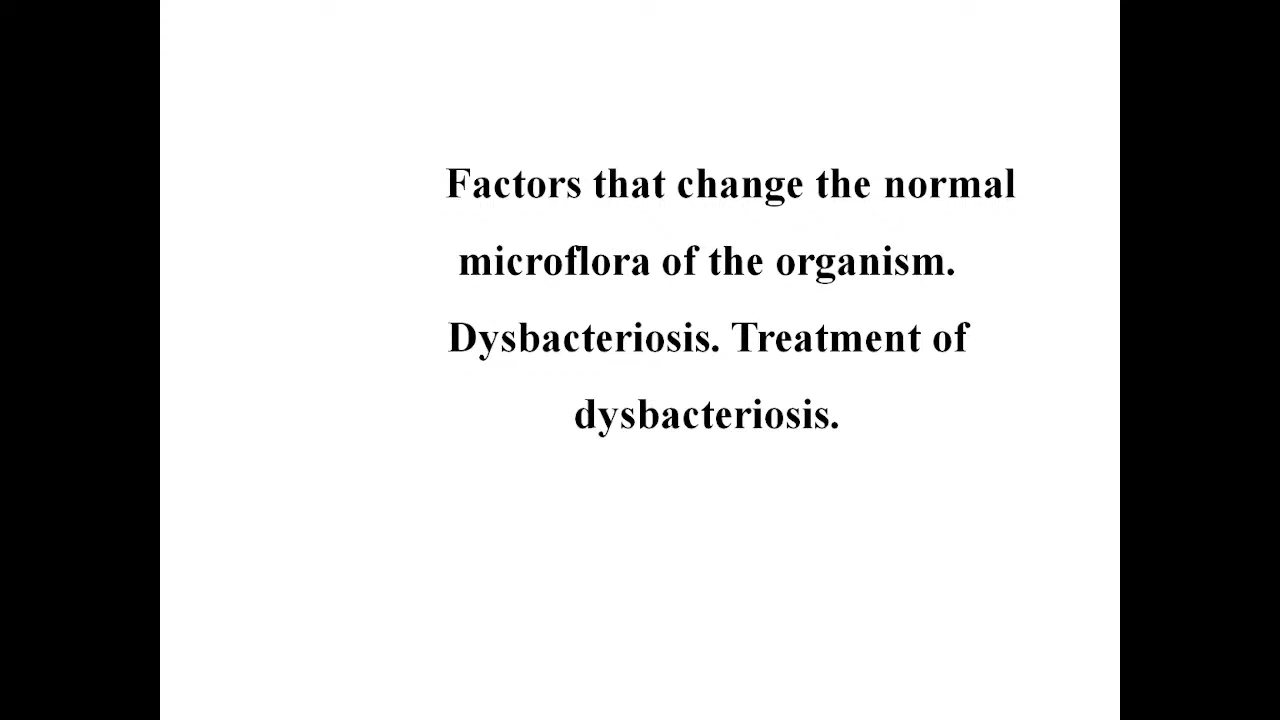 Factors that change the normal
microflora of the organism.
Dysbacteriosis. Treatment of
dysbacteriosis.